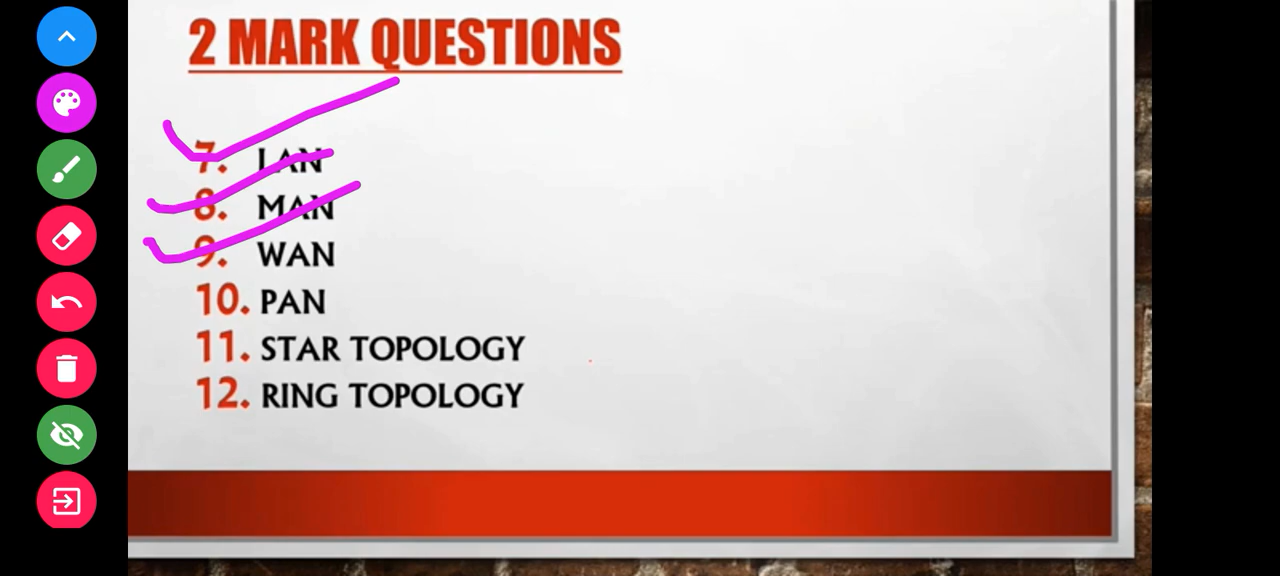 2 MARK QUESTIONS
7. LAN
8. MAN
9. WAN
10. PAN
11. STAR TOPOLOGY
12. RING TOPOLOGY